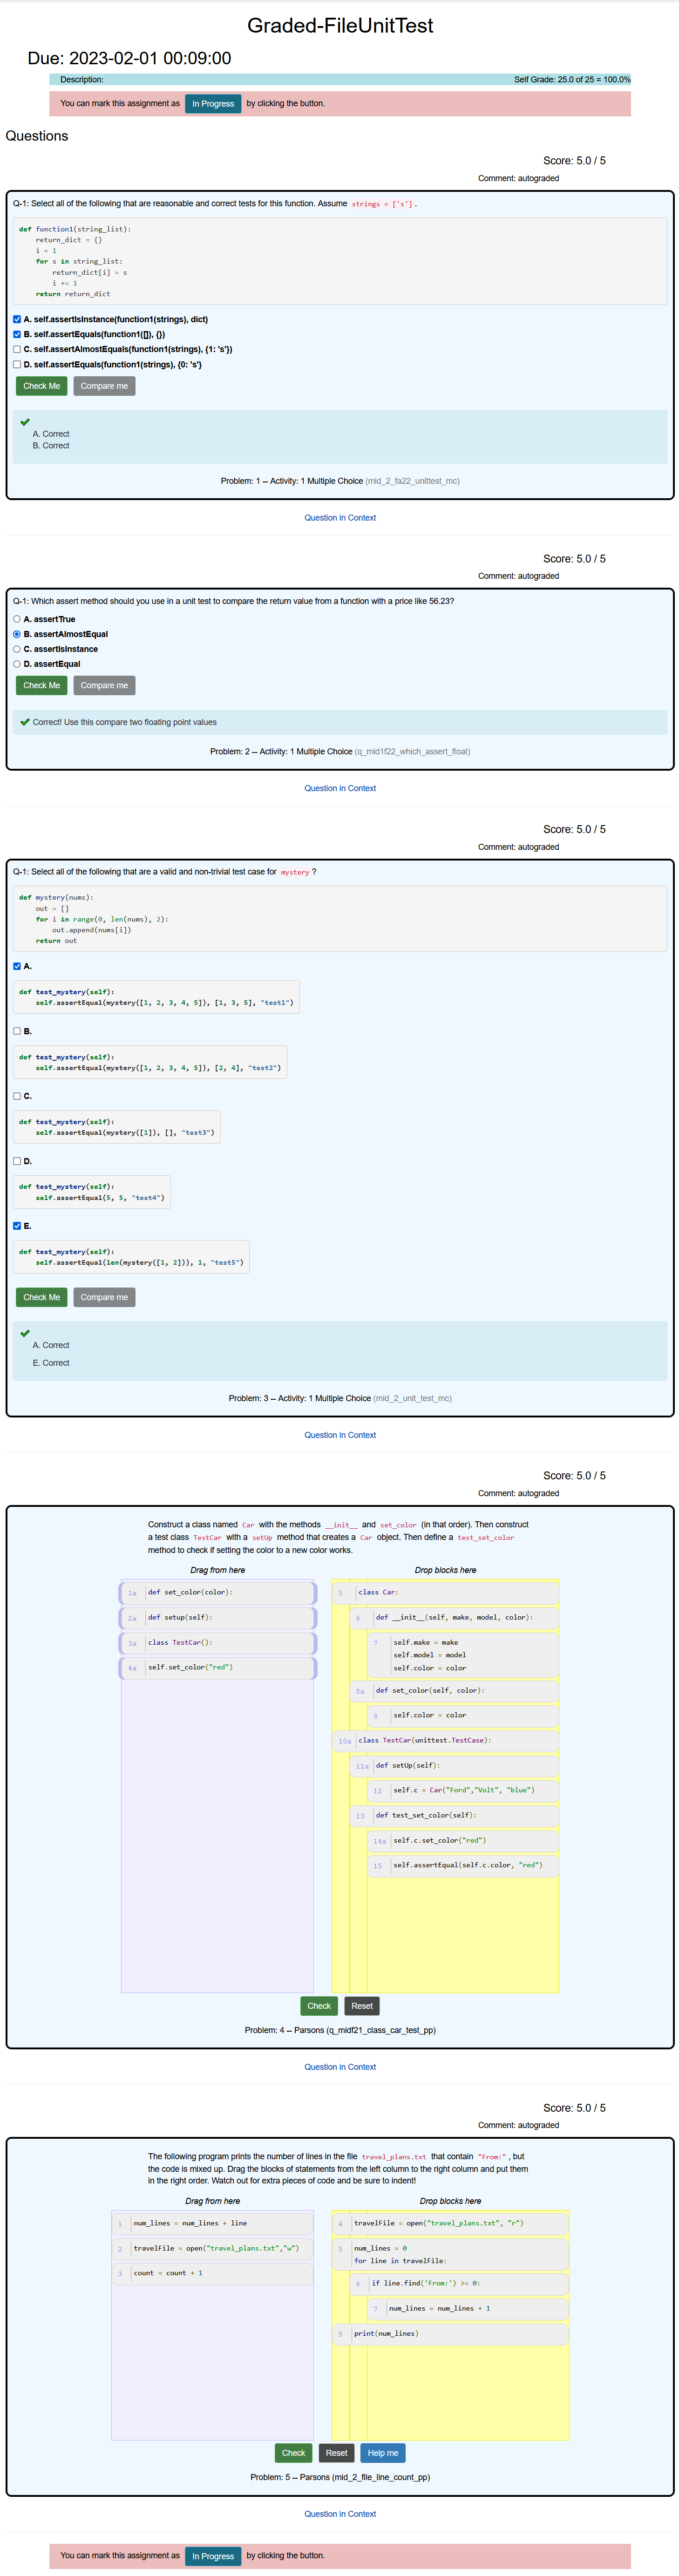 Graded-FileUnitTest
Due: 2023-02-01 00:09:00
Description: Self Grade: 25.0 of 25 = 100.0%
You can mark this assignment as In Progress by clicking the button.
Questions
Score: 5.0 / 5
Comment: autograded
Q-1: Select all of the following that are reasonable and correct tests for this function. Assume strings = ['s'].
def function1(string_list):
    return_dict = {}
    i = 1
    for s in string_list:
        return_dict[i] = s
        i += 1
    return return_dict
A. self.assertIsInstance(function1(strings), dict)
B. self.assertEquals(function1([]), {})
C. self.assertAlmostEquals(function1(strings), {1: 's'})
D. self.assertEquals(function1(strings), {0: 's'}
Check Me Compare me
A. Correct
B. Correct
Problem: 1 -- Activity: 1 Multiple Choice (mid_2_fa22_unittest_mc)
Question in Context
Score: 5.0 / 5
Comment: autograded
Q-1: Which assert method should you use in a unit test to compare the return value from a function with a price like 56.23?
A. assertTrue
B. assertAlmostEqual
C. assertIsInstance
D. assertEqual
Check Me Compare me
Correct! Use this compare two floating point values
Problem: 2 -- Activity: 1 Multiple Choice (q_mid1f22_which_assert_float)
Question in Context
Score: 5.0 / 5
Comment: autograded
Q-1: Select all of the following that are a valid and non-trivial test case for mystery ?
def mystery(nums):
    out = []
    for i in range(0, len(nums), 2):
        out.append(nums[i])
    return out
A.
def test_mystery(self):
    self.assertEqual(mystery([1, 2, 3, 4, 5]), [1, 3, 5], "test1")
B.
def test_mystery(self):
    self.assertEqual(mystery([1, 2, 3, 4, 5]), [2, 4], "test2")
C.
def test_mystery(self):
    self.assertEqual(mystery([1]), [], "test3")
D.
def test_mystery(self):
    self.assertEqual(5, 5, "test4")
E.
def test_mystery(self):
    self.assertEqual(len(mystery([1, 2])), 1, "test5")
Check Me Compare me
A. Correct
E. Correct
Problem: 3 -- Activity: 1 Multiple Choice (mid_2_unit_test_mc)
Question in Context
Score: 5.0 / 5
Comment: autograded
Construct a class named Car with the methods __init__ and set_color (in that order). Then construct
a test class TestCar with a setUp method that creates a Car object. Then define a test_set_color
method to check if setting the color to a new color works.
Drag from here
1a def set_color(color):
2a def setup(self):
3a class TestCar():
4a self.set_color("red")
Drop blocks here
5 class Car:
6 def __init__(self, make, model, color):
7 self.make = make
self.model = model
self.color = color
8a def set_color(self, color):
9 self.color = color
10a class TestCar(unittest.TestCase):
11a def setUp(self):
12 self.c = Car("Ford","Volt", "blue")
13 def test_set_color(self):
14a self.c.set_color("red")
15 self.assertEqual(self.c.color, "red")
Check Reset
Problem: 4 -- Parsons (q_midf21_class_car_test_pp)
Question in Context
Score: 5.0 / 5
Comment: autograded
The following program prints the number of lines in the file travel_plans.txt that contain "From:" , but
the code is mixed up. Drag the blocks of statements from the left column to the right column and put them
in the right order. Watch out for extra pieces of code and be sure to indent!
Drag from here
1 num_lines = num_lines + line
2 travelFile = open("travel_plans.txt","w")
3 count = count + 1
Drop blocks here
4 travelFile = open("travel_plans.txt", "r")
5 num_lines = 0
for line in travelFile:
6 if line.find('From:') >= 0:
7 num_lines = num_lines + 1
8 print(num_lines)
Check Reset Help me
Problem: 5 -- Parsons (mid_2_file_line_count_pp)
Question in Context
You can mark this assignment as In Progress by clicking the button.